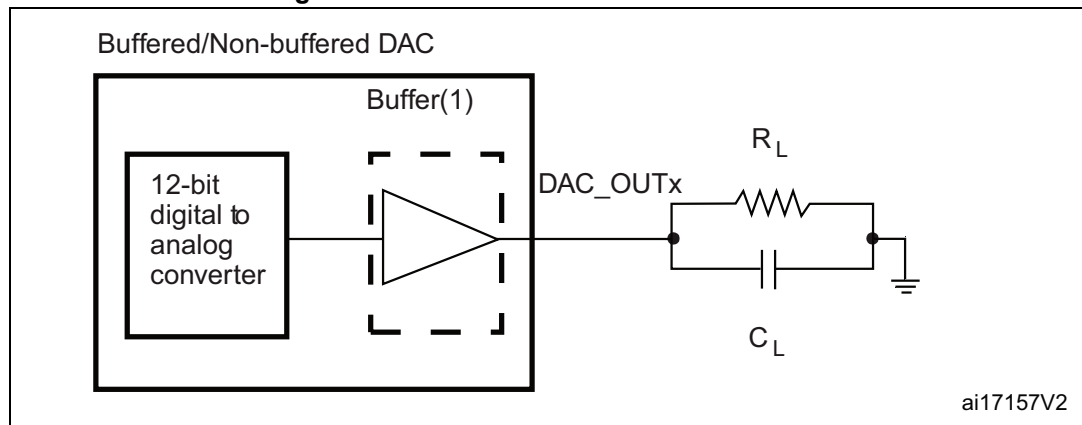 Buffered/Non-buffered DAC
Buffer(1)
12-bit
digital to
analog
converter
DAC_OUTx
R L
C L
ai17157V2